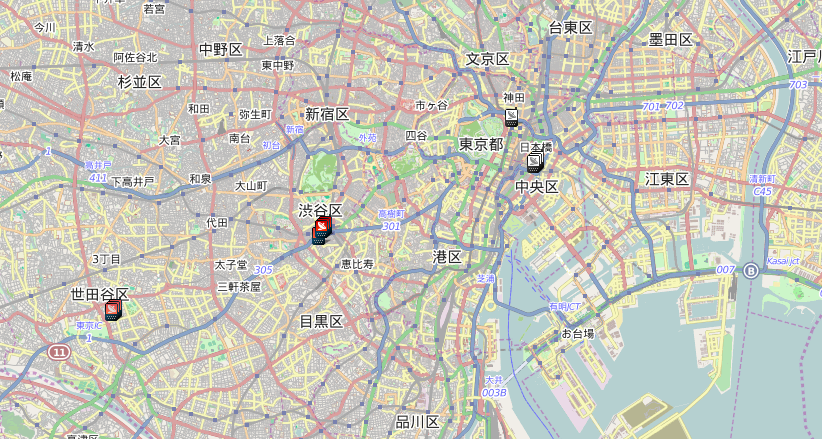 若宮
今川
上落合
台東区
清水
中野区
文京区
墨田区
阿佐谷北
東中野
江戸川
松庵
杉並区
神田
703
和田
弥生町
新宿区
市ヶ谷
701 702
新宿
外苑
四谷
東京都
日本橋
大宮
南台
初台
1
高井戸
411
下高井戸
和泉
大山町
中央区
江東区
清新町
C45
渋谷区
高樹町
301
代田
3丁目
太子堂
305
恵比寿
港区
007
B
Kasai jct
三軒茶屋
芝浦
世田谷区
有明JCT
東京IC
1
目黒区
お台場
11
大井
003B
品川区
高津区